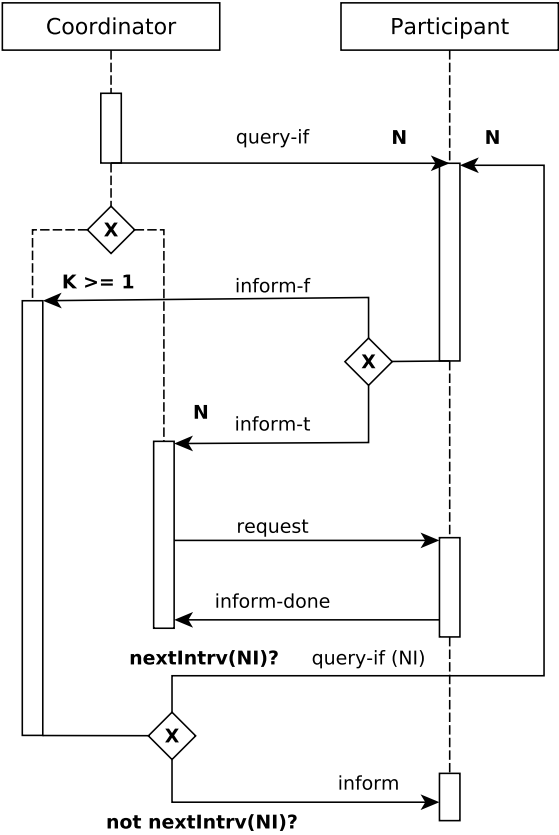 Coordinator
Participant
query-if
N
N
X
K >= 1
inform-f
X
N
inform-t
request
inform-done
nextIntrv(NI)?
query-if (NI)
X
inform
not nextIntrv(NI)?